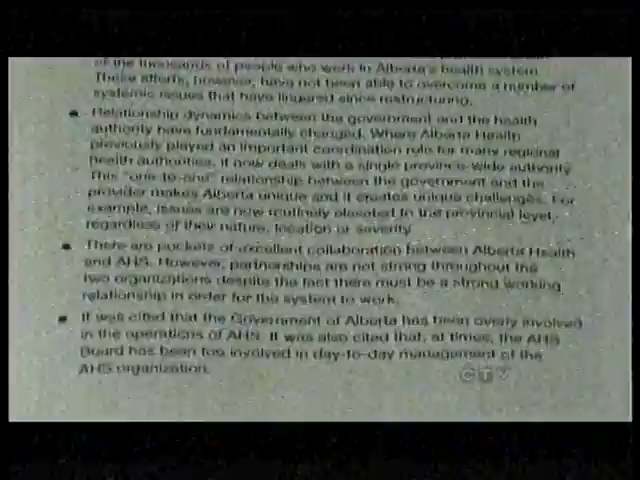 of the thousands of people who work in Alberta's health system.
These efforts, however, have not been able to overcome a number of
systemic issues that have lingered since restructuring.
• Relationship dynamics between the government and the health
authority have fundamentally changed. Where Alberta Health
previously played an important coordination role for many regional
health authorities, it now deals with a single province-wide authority.
This "one-to-one" relationship between the government and the
provider makes Alberta unique and it creates unique challenges. For
example, issues are now routinely elevated to the provincial level,
regardless of their nature, location or severity.
• There are pockets of excellent collaboration between Alberta Health
and AHS. However, partnerships are not strong throughout the
two organizations despite the fact there must be a strong working
relationship in order for the system to work.
• It was cited that the Government of Alberta has been overly involved
in the operations of AHS. It was also cited that, at times, the AHS
Board has been too involved in day-to-day management of the
AHS organization.
CTV